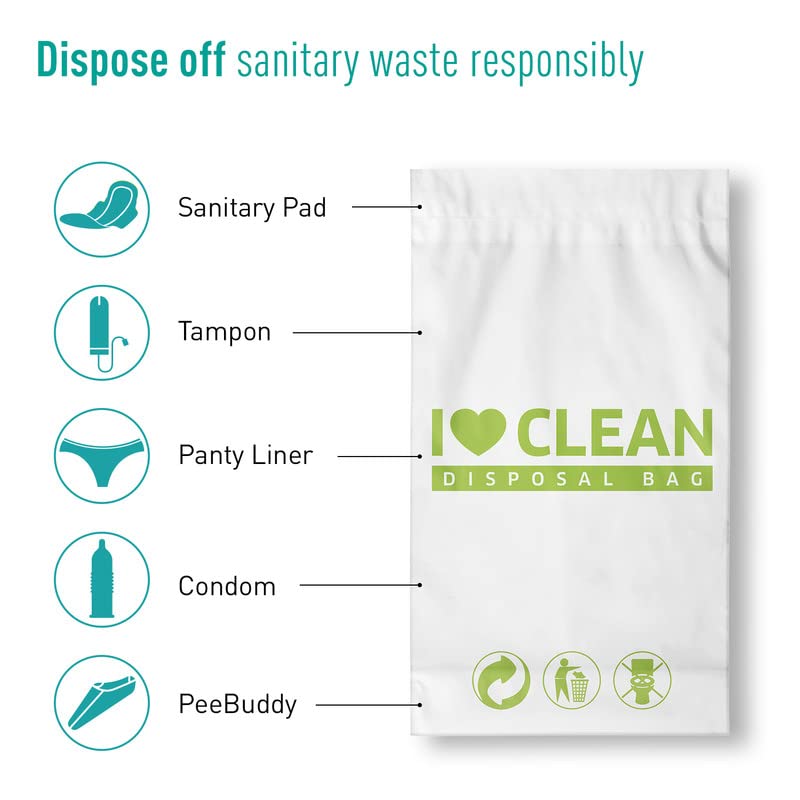 Dispose off sanitary waste responsibly
Sanitary Pad
Tampon
Panty Liner
Condom
PeeBuddy
I CLEAN
DISPOSAL BAG